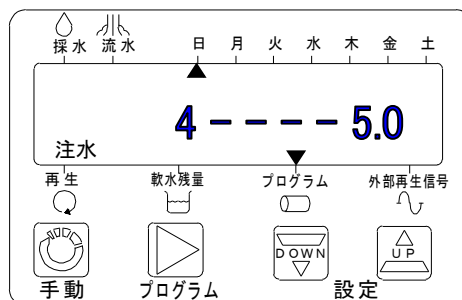 採水 流水 日 月 火 水 木 金 土
4----5.0
注水
再生 軟水残量 プログラム 外部再生信号
DOWN UP
手動 プログラム 設定